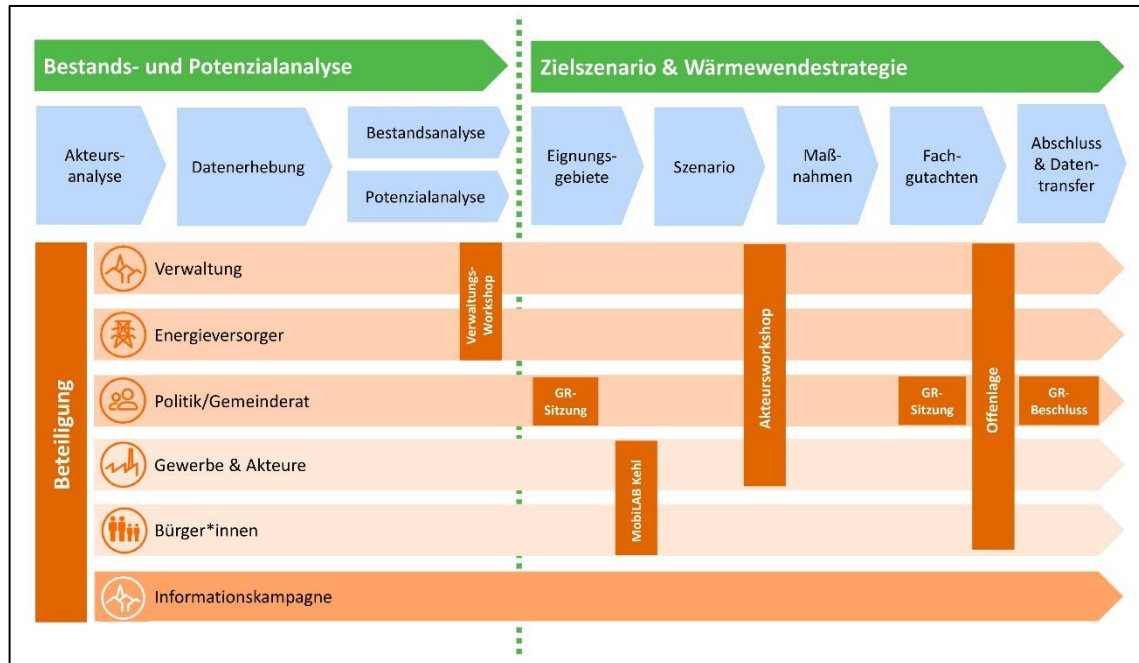 Bestands- und Potenzialanalyse
Zielszenario & Wärmewendestrategie
Akteurs-
analyse
Datenerhebung
Bestandsanalyse
Potenzialanalyse
Eignungs-
gebiete
Szenario
Maß-
nahmen
Fach-
gutachten
Abschluss
& Daten-
transfer
Beteiligung
Verwaltung
Energieversorger
Politik/Gemeinderat
Gewerbe & Akteure
Bürger*innen
Informationskampagne
Verwaltungs-
Workshop
GR-
Sitzung
MobiLAB Kehl
Akteursworkshop
GR-
Sitzung
Offenlage
GR-
Beschluss